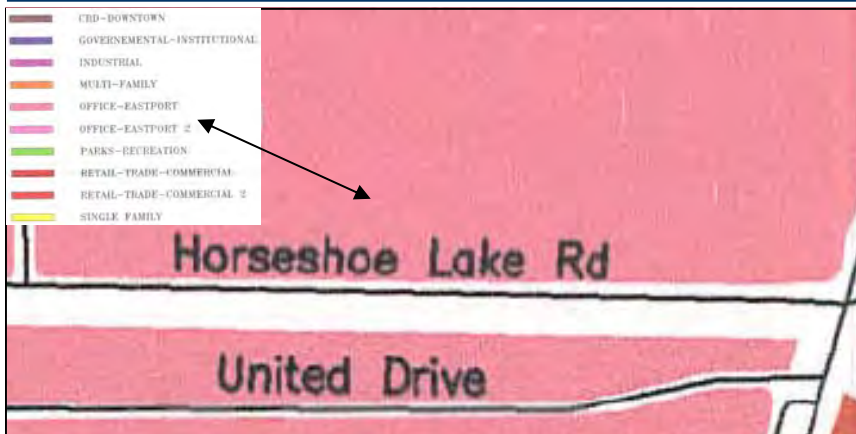 CBD-DOWNTOWN
GOVERNEMENTAL-INSTITUTIONAL
INDUSTRIAL
MULTI-FAMILY
OFFICE-EASTPORT
OFFICE-EASTPORT 2
PARKS-RECREATION
RETAIL-TRADE-COMMERCIAL
RETAIL-TRADE-COMMERCIAL 2
SINGLE FAMILY
Horseshoe Lake Rd
United Drive